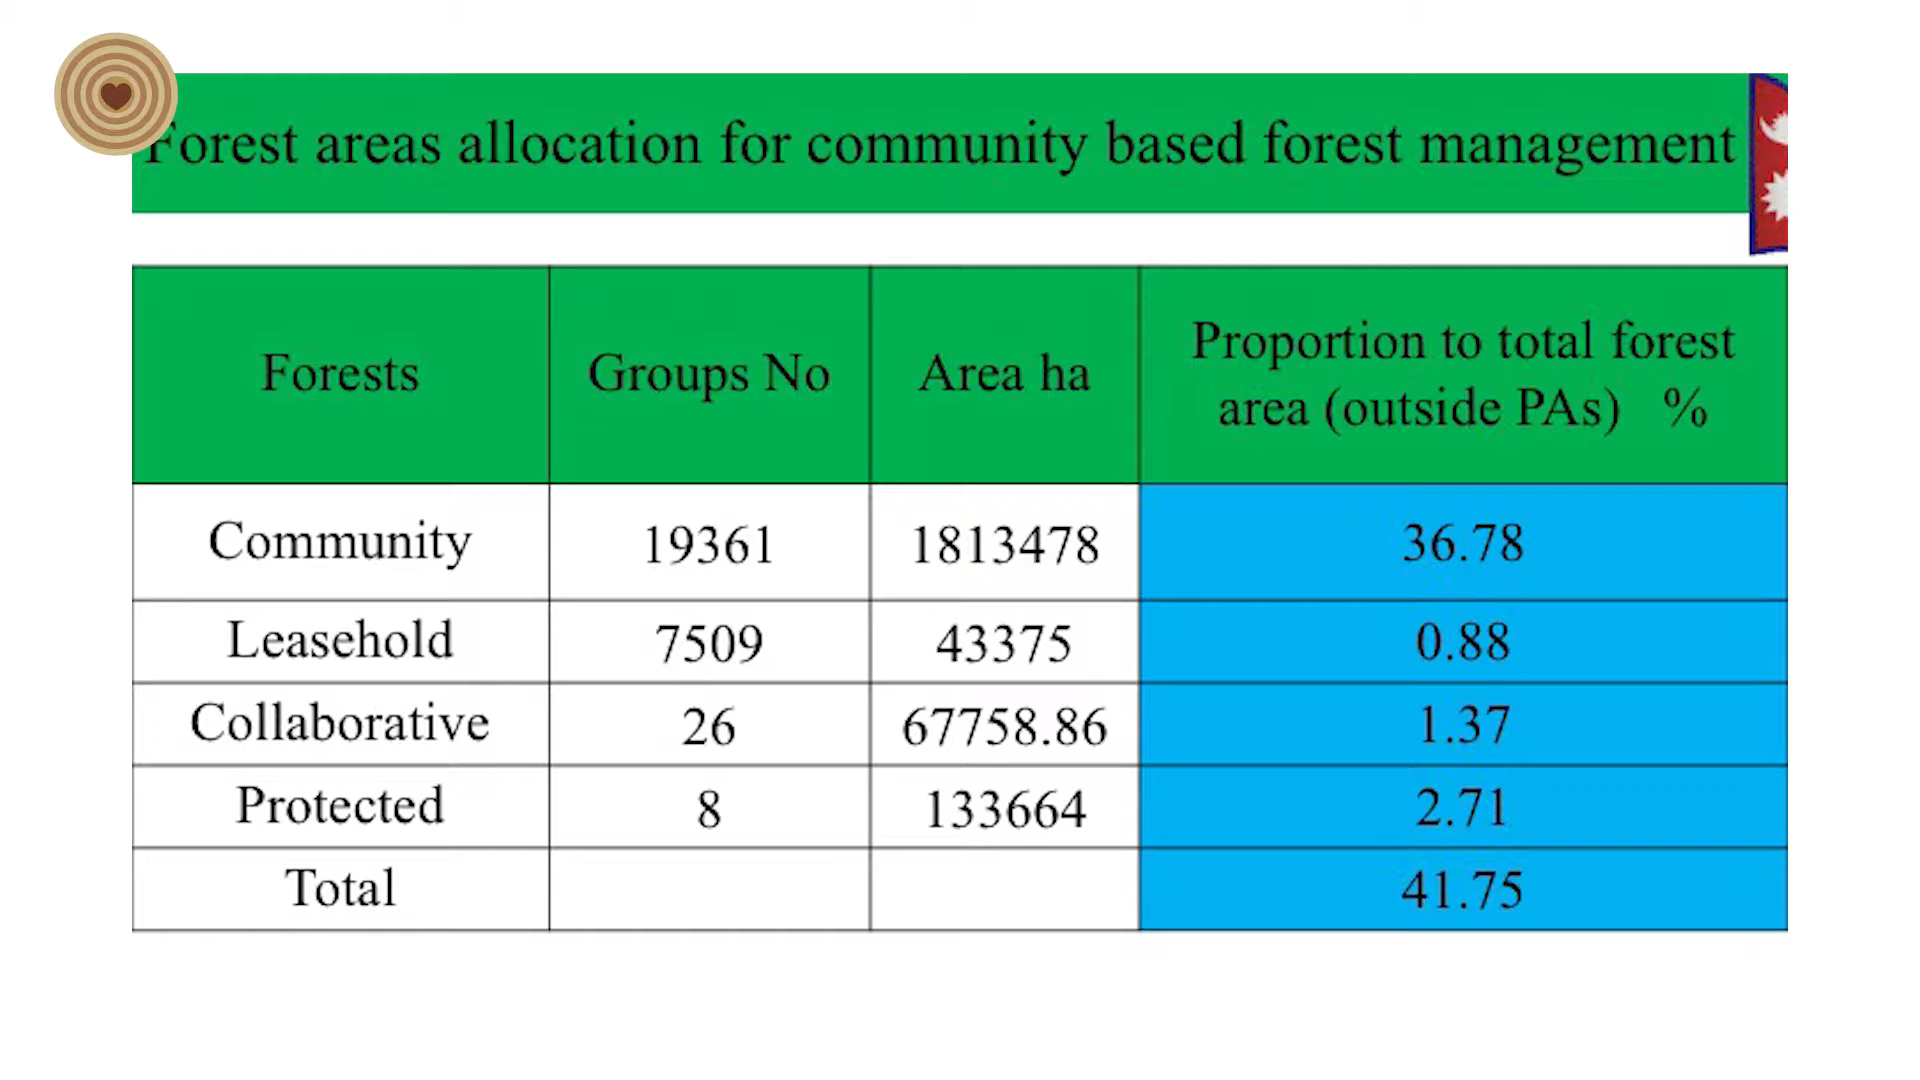 Forest areas allocation for community based forest management
Forests Groups No Area ha Proportion to total forest
area (outside PAs) %
Community 19361 1813478 36.78
Leasehold 7509 43375 0.88
Collaborative 26 67758.86 1.37
Protected 8 133664 2.71
Total 41.75